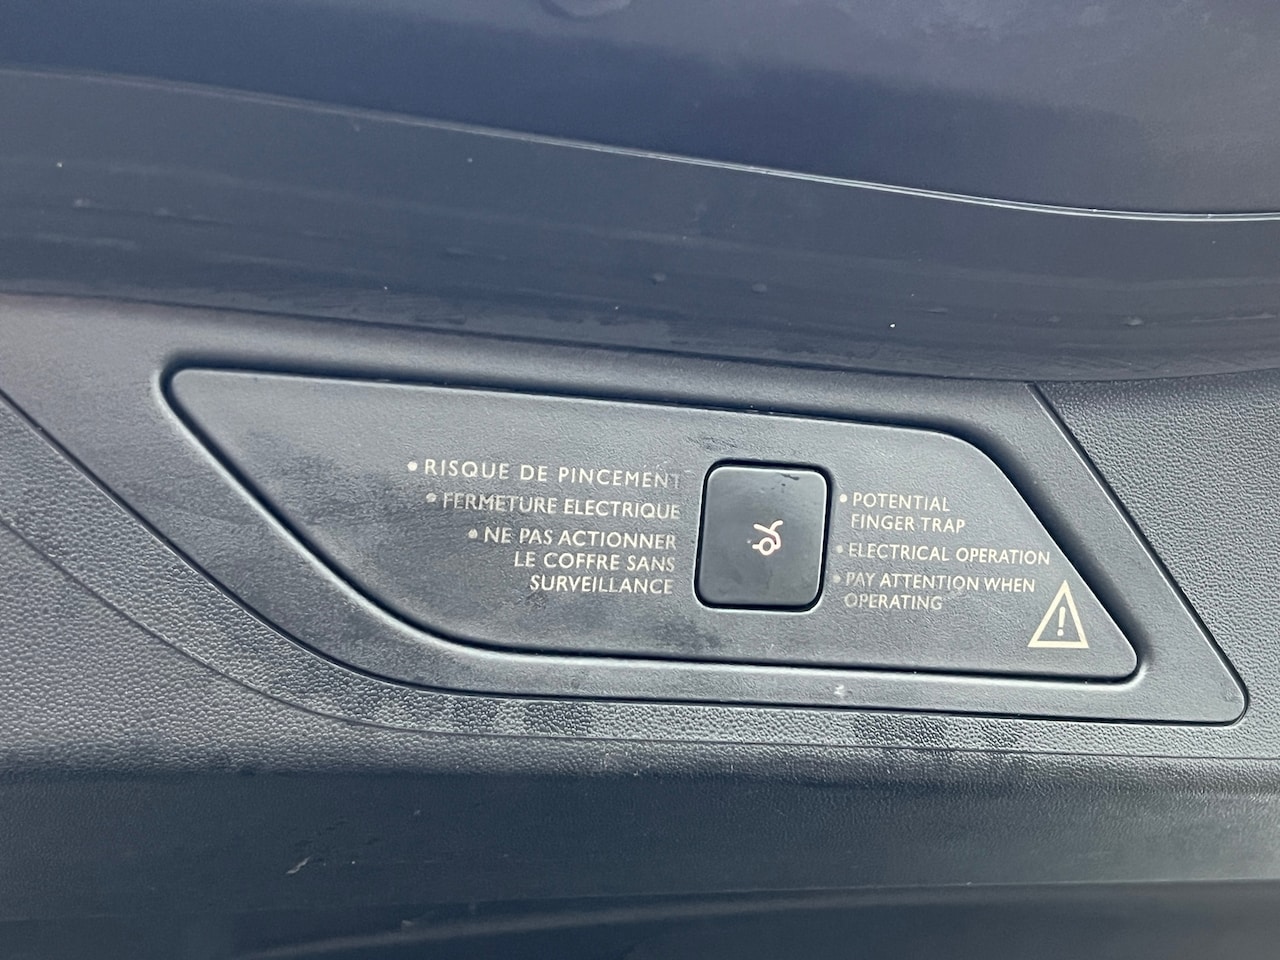 • RISQUE DE PINCEMENT
• FERMETURE ELECTRIQUE
• NE PAS ACTIONNER
LE COFFRE SANS
SURVEILLANCE
• POTENTIAL
FINGER TRAP
• ELECTRICAL OPERATION
• PAY ATTENTION WHEN
OPERATING